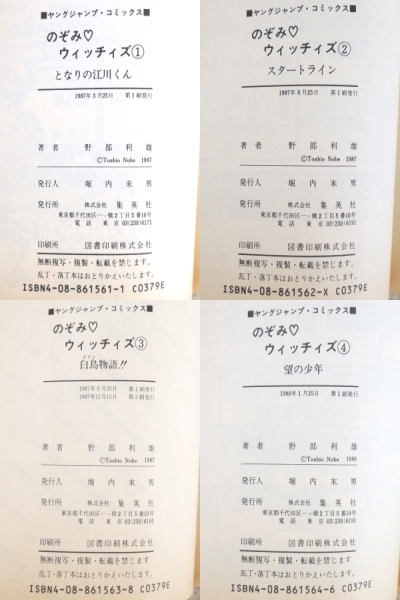 ■ヤングジャンプ・コミックス■
のぞみ♡
ウィッチィズ①
となりの江川くん
1987年3月25日 第1刷発行
著者 野部利雄
©Toshio Nobe 1987
発行人 堀内末男
発行所 株式会社 集英社
東京都千代田区一ッ橋2丁目5番10号
電話 東京 03(230)6171
印刷所 図書印刷株式会社
無断複写・複製・転載を禁じます。
乱丁・落丁本はおとりかえいたします。
ISBN4-08-861561-1 C0379E
■ヤングジャンプ・コミックス■
のぞみ♡
ウィッチィズ②
スタートライン
1987年6月25日 第1刷発行
著者 野部利雄
©Toshio Nobe 1987
発行人 堀内末男
発行所 株式会社 集英社
東京都千代田区一ッ橋2丁目5番10号
電話 東京 03(230)6191
印刷所 図書印刷株式会社
無断複写・複製・転載を禁じます。
乱丁・落丁本はおとりかえいたします。
ISBN4-08-861562-X C0379E
■ヤングジャンプ・コミックス■
のぞみ♡
ウィッチィズ③
白鳥物語!!
1987年9月25日 第1刷発行
1987年11月15日 第2刷発行
著者 野部利雄
©Toshio Nobe 1987
発行人 堀内末男
発行所 株式会社 集英社
東京都千代田区一ッ橋2丁目5番10号
電話 東京 03(230)6191
印刷所 図書印刷株式会社
無断複写・複製・転載を禁じます
乱丁・落丁本はおとりかえいたします。
ISBN4-08-861563-8 C0379E
■ヤングジャンプ・コミックス■
のぞみ♡
ウィッチィズ④
望の少年
1988年1月25日 第1刷発行
著者 野部利雄
©Toshio Nobe 1988
発行人 堀内末男
発行所 株式会社 集英社
東京都千代田区一ッ橋2丁目5番10号
電話 東京 03(230)6191
印刷所 図書印刷株式会社
無断複写・複製・転載を禁じます
乱丁・落丁本はおとりかえいたします。
ISBN4-08-861564-6 C0379E